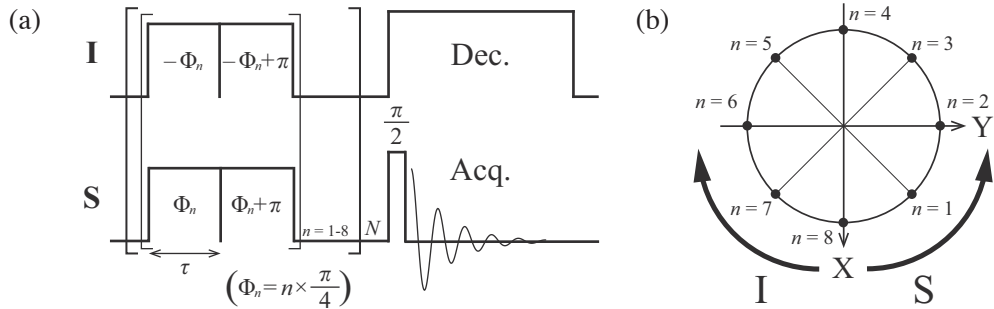 (a)
I
−Φn
−Φn+π
Dec.
π/2
S
Φn
Φn+π
n = 1-8
N
Acq.
τ
(Φn = n × π/4)
(b)
n = 4
n = 5
n = 3
n = 6
n = 2
Y
n = 7
n = 1
n = 8
X
I
S